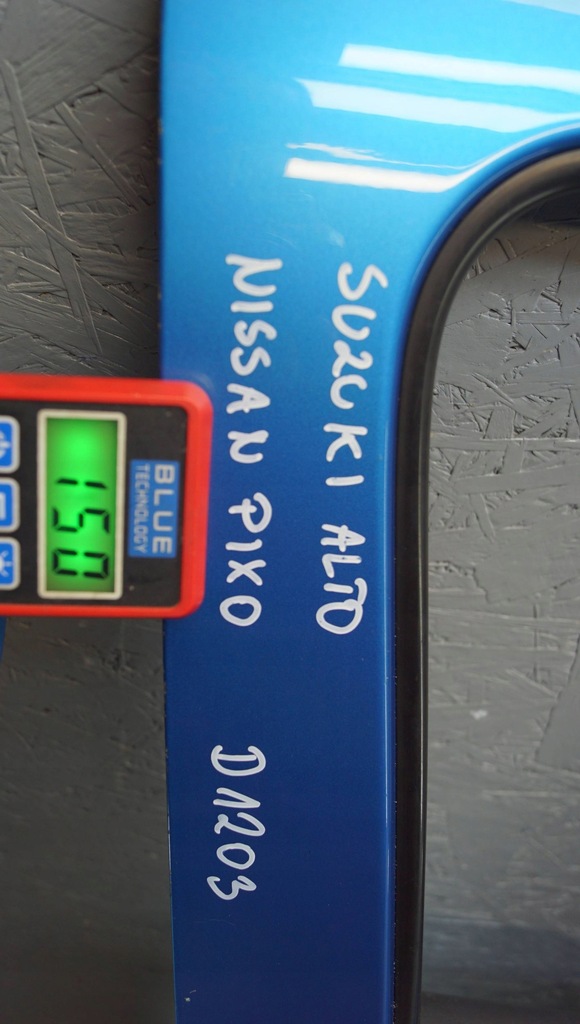 SUZUKI ALTO
NISSAN PIXO D1203
BLUE
TECHNOLOGY
150